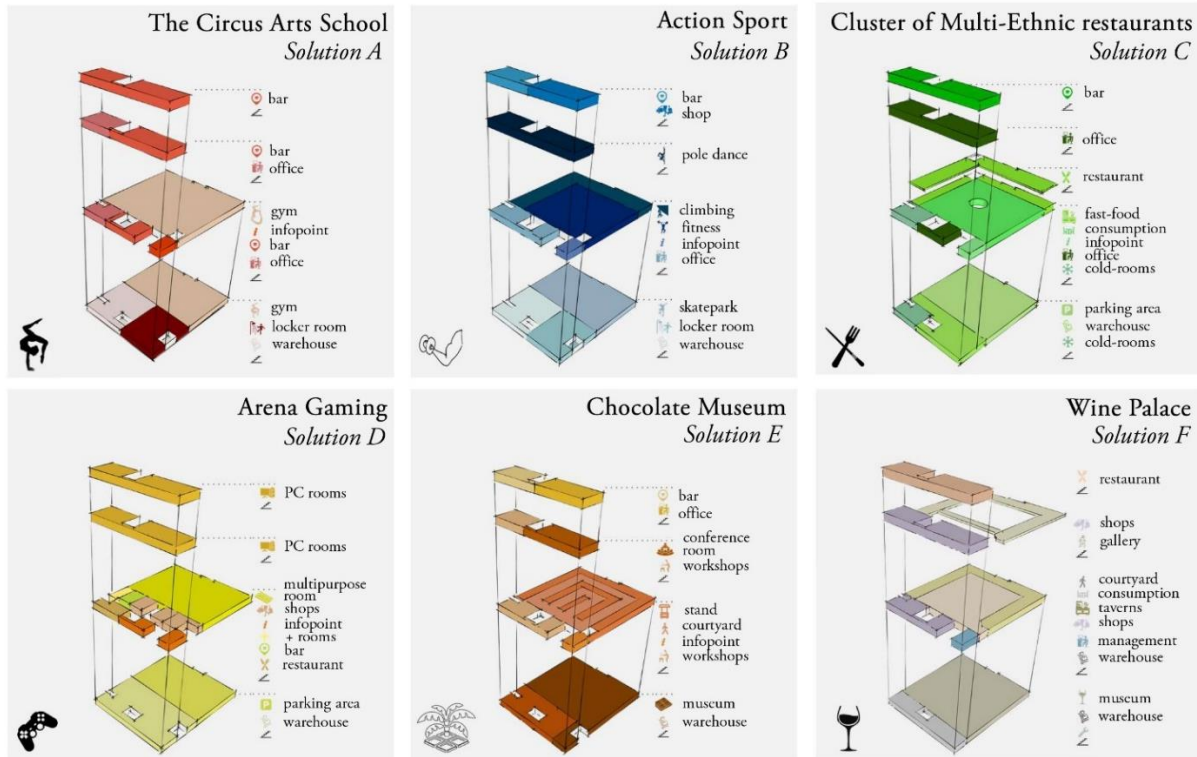 The Circus Arts School
Solution A
bar
bar
office
gym
infopoint
bar
office
gym
locker room
warehouse
Action Sport
Solution B
bar
shop
pole dance
climbing
fitness
infopoint
office
skatepark
locker room
warehouse
Cluster of Multi-Ethnic restaurants
Solution C
bar
office
restaurant
fast-food
consumption
infopoint
office
cold-rooms
parking area
warehouse
cold-rooms
Arena Gaming
Solution D
PC rooms
PC rooms
multipurpose
room
shops
infopoint
+ rooms
bar
restaurant
parking area
warehouse
Chocolate Museum
Solution E
bar
office
conference
room
workshops
stand
courtyard
infopoint
workshops
museum
warehouse
Wine Palace
Solution F
restaurant
shops
gallery
courtyard
consumption
taverns
shops
management
warehouse
museum
warehouse